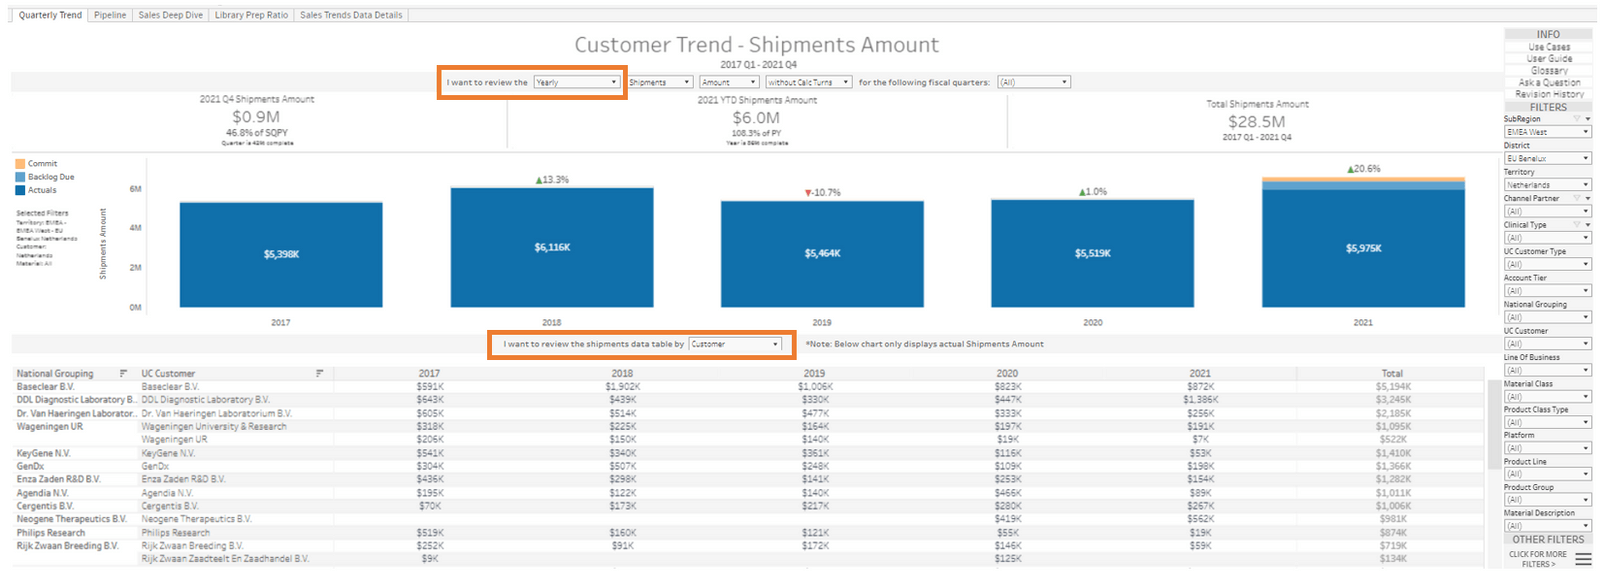 Quarterly Trend Pipeline Sales Deep Dive Library Prep Ratio Sales Trends Data Details
Customer Trend - Shipments Amount
2017 Q1 - 2021 Q4
I want to review the Yearly Shipments Amount without Calc Turns for the following fiscal quarters: (All)
2021 Q4 Shipments Amount
$0.9M
46.8% of SQPY
Quarter is 42% complete
2021 YTD Shipments Amount
$6.0M
108.3% of PY
Year is 86% complete
Total Shipments Amount
$28.5M
2017 Q1 - 2021 Q4
Commit
Backlog Due
Actuals
Selected Filters
Territory: EMEA -
EMEA West - EU
Benelux Netherlands
Customer:
Netherlands
Material: All
Shipments Amount
6M
4M
2M
0M
▲13.3%
▼-10.7%
▲1.0%
▲20.6%
$5,398K
$6,116K
$5,464K
$5,519K
$5,975K
2017 2018 2019 2020 2021
I want to review the shipments data table by Customer *Note: Below chart only displays actual Shipments Amount
National Grouping UC Customer 2017 2018 2019 2020 2021 Total
Baseclear B.V. Baseclear B.V. $591K $1,902K $1,006K $823K $872K $5,194K
DDL Diagnostic Laboratory B.. DDL Diagnostic Laboratory B.V. $643K $439K $330K $447K $1,386K $3,245K
Dr. Van Haeringen Laborator.. Dr. Van Haeringen Laboratorium B.V. $605K $514K $477K $333K $256K $2,185K
Wageningen UR Wageningen University & Research $318K $225K $164K $197K $191K $1,095K
Wageningen UR $206K $150K $140K $19K $7K $522K
KeyGene N.V. KeyGene N.V. $541K $340K $361K $116K $53K $1,410K
GenDx GenDx $304K $507K $248K $109K $198K $1,366K
Enza Zaden R&D B.V. Enza Zaden R&D B.V. $436K $298K $141K $253K $154K $1,282K
Agendia N.V. Agendia N.V. $195K $122K $140K $466K $89K $1,011K
Cergentis B.V. Cergentis B.V. $70K $173K $217K $280K $267K $1,006K
Neogene Therapeutics B.V. Neogene Therapeutics B.V. $419K $562K $981K
Philips Research Philips Research $519K $160K $121K $55K $19K $874K
Rijk Zwaan Breeding B.V. Rijk Zwaan Breeding B.V. $252K $91K $172K $146K $59K $719K
Rijk Zwaan Zaadteelt En Zaadhandel B.V. $9K $125K $134K
INFO
Use Cases
User Guide
Glossary
Ask a Question
Revision History
FILTERS
SubRegion
EMEA West
District
EU Benelux
Territory
Netherlands
Channel Partner
(All)
Clinical Type
(All)
UC Customer Type
(All)
Account Tier
(All)
National Grouping
(All)
UC Customer
(All)
Line Of Business
(All)
Material Class
(All)
Product Class Type
(All)
Platform
(All)
Product Line
(All)
Product Group
(All)
Material Description
(All)
OTHER FILTERS
CLICK FOR MORE
FILTERS >